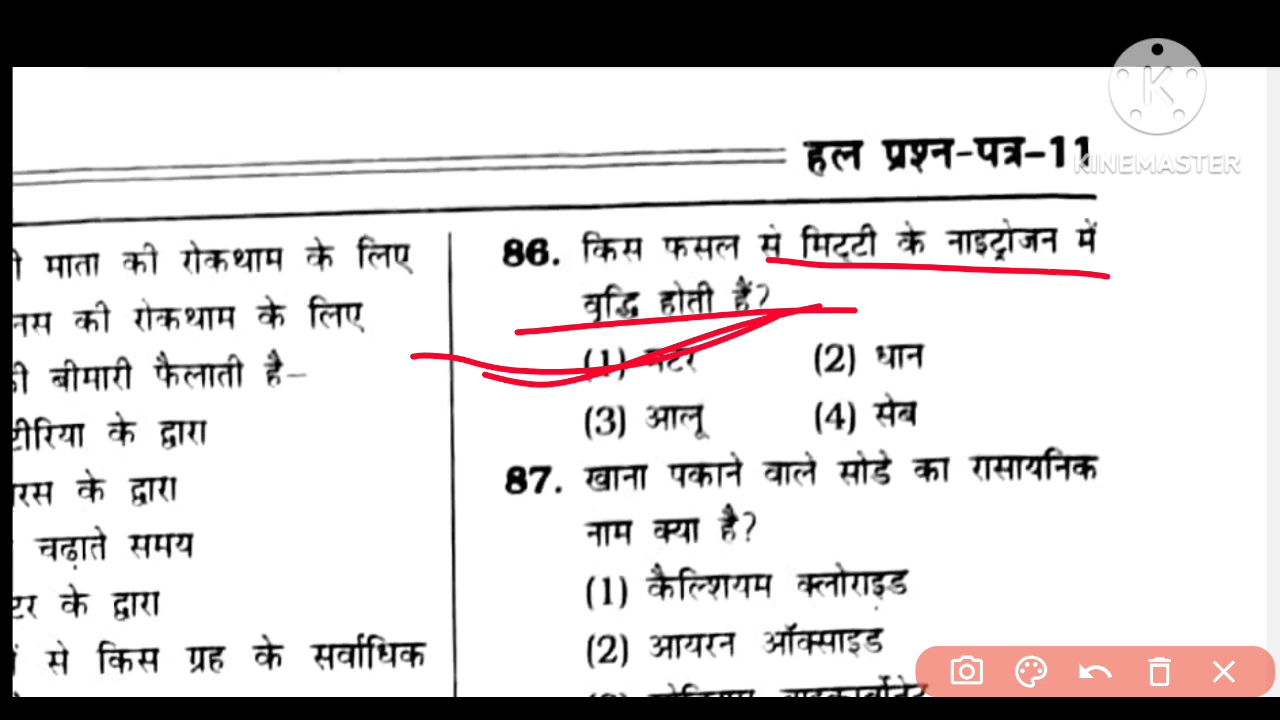 KINEMASTER
हल प्रश्न-पत्र-11
माता की रोकथाम के लिए
की रोकथाम के लिए
बीमारी फैलाती है–
के द्वारा
के द्वारा
चढ़ाते समय
के द्वारा
से किस ग्रह के सर्वाधिक
86. किस फसल से मिट्टी के नाइट्रोजन में
वृद्धि होती है?
(1) मटर (2) धान
(3) आलू (4) सेब
87. खाना पकाने वाले सोडे का रासायनिक
नाम क्या है?
(1) कैल्शियम क्लोराइड
(2) आयरन ऑक्साइड